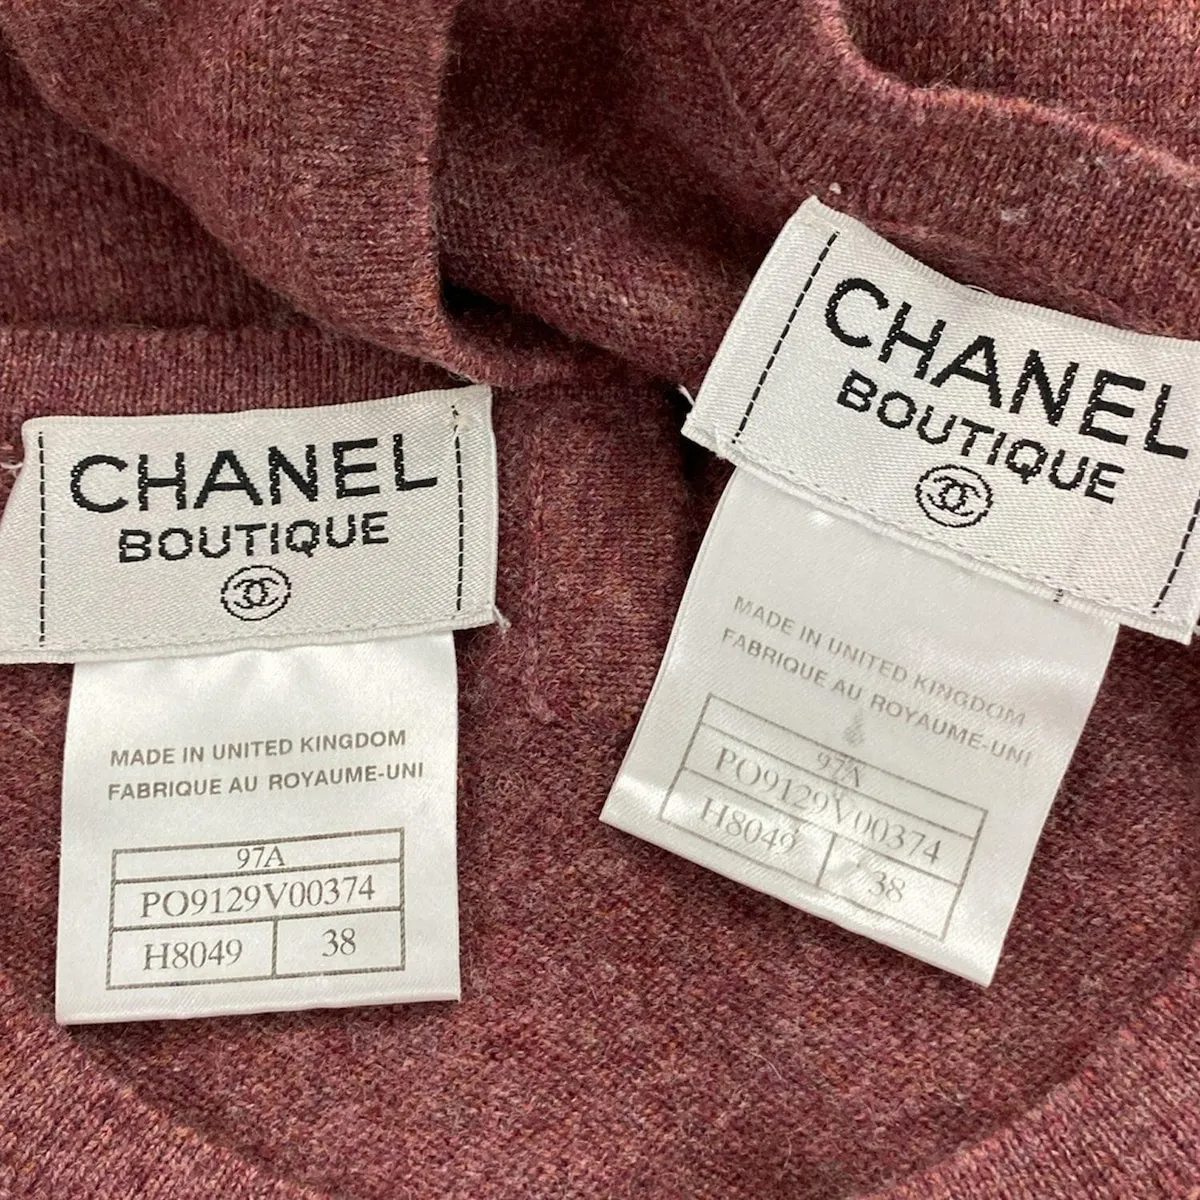 CHANEL
BOUTIQUE
MADE IN UNITED KINGDOM
FABRIQUE AU ROYAUME-UNI
97A
PO9129V00374
H8049 38
CHANEL
BOUTIQUE
MADE IN UNITED KINGDOM
FABRIQUE AU ROYAUME-UNI
97A
PO9129V00374
H8049 38